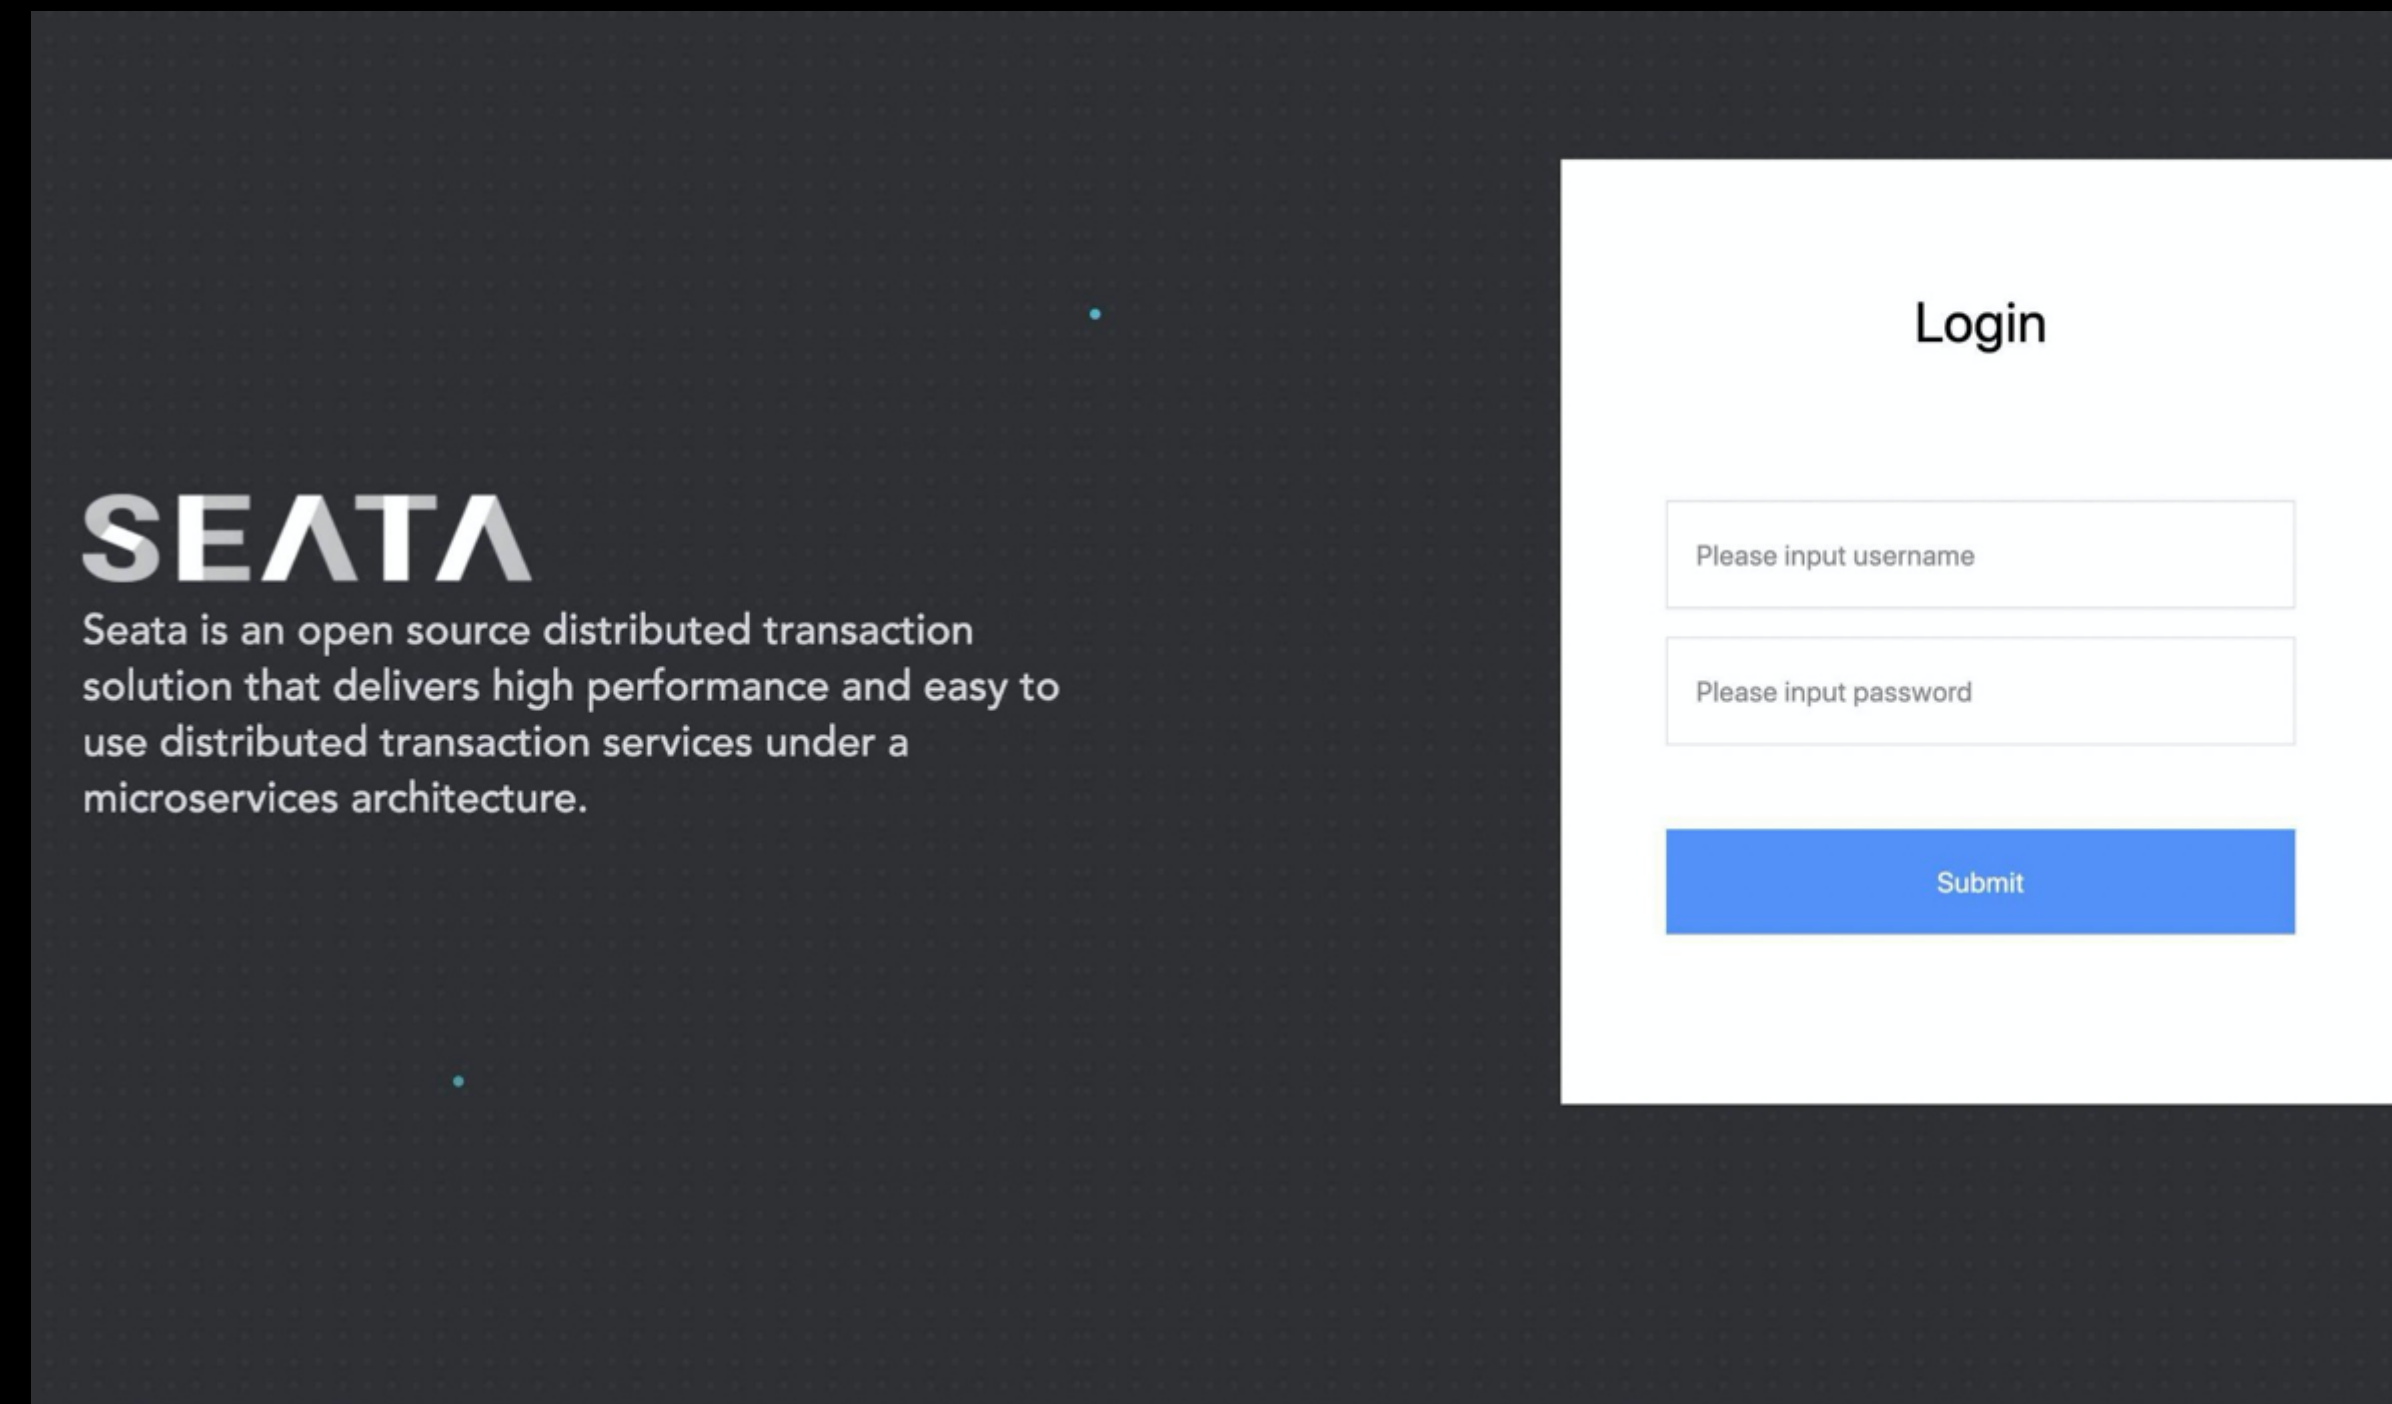 SEATA
Seata is an open source distributed transaction
solution that delivers high performance and easy to
use distributed transaction services under a
microservices architecture.
Login
Please input username
Please input password
Submit